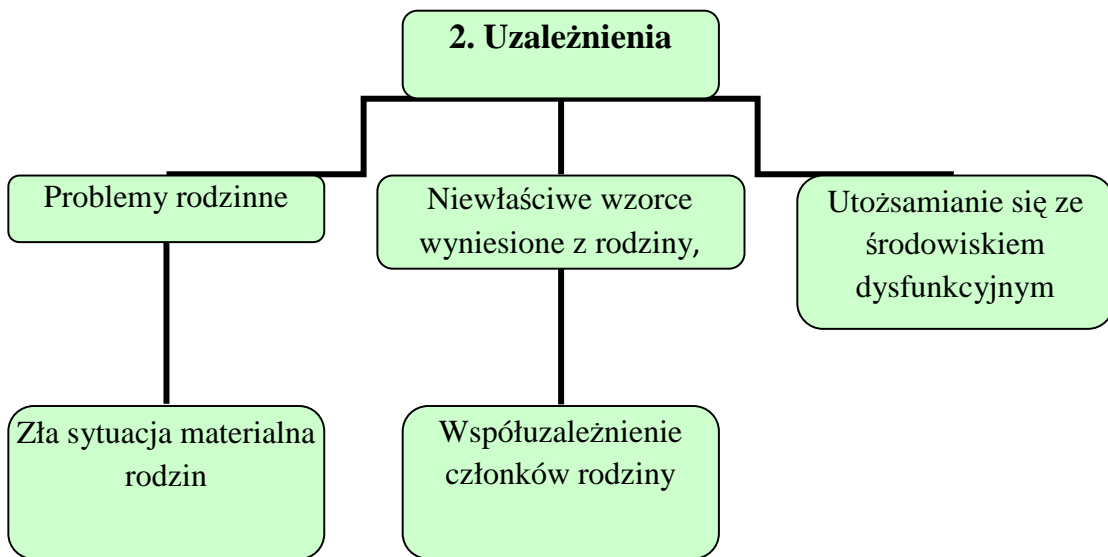 2. Uzależnienia
Problemy rodzinne
Niewłaściwe wzorce
wyniesione z rodziny,
Utożsamianie się ze
środowiskiem
dysfunkcyjnym
Zła sytuacja materialna
rodzin
Współuzależnienie
członków rodziny